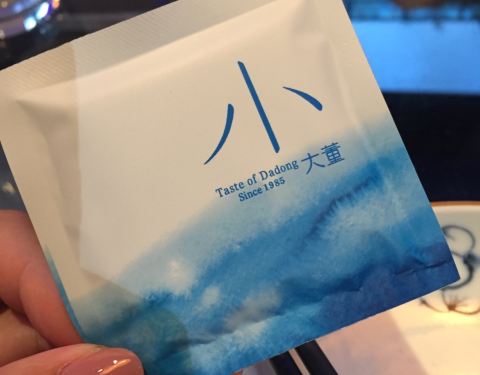 小
Taste of Dadong 大董
Since 1985